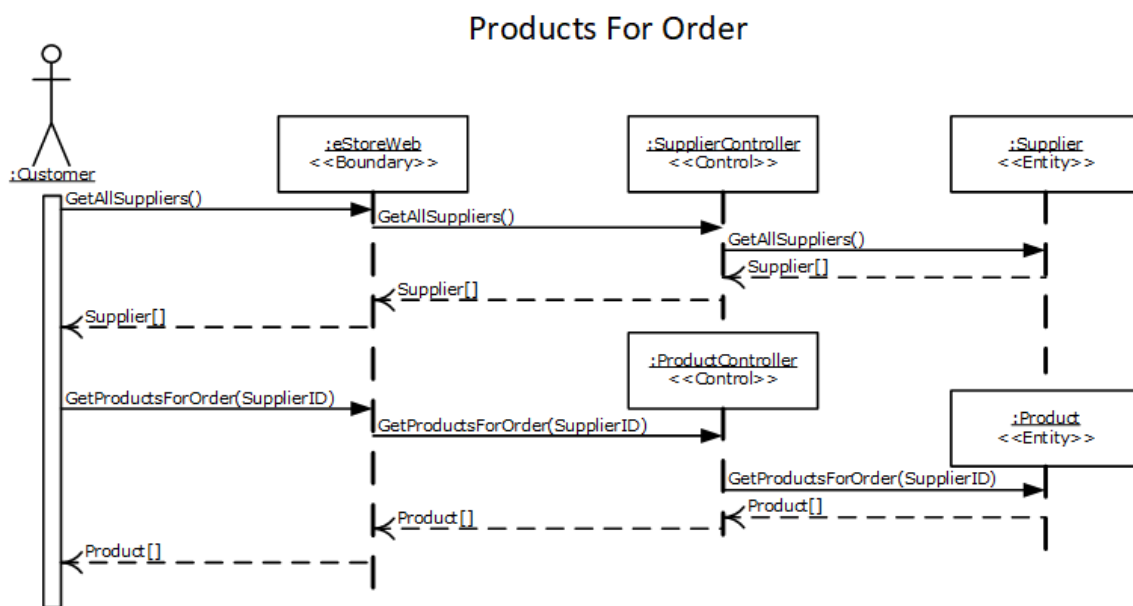 Products For Order
:Customer
:eStoreWeb
<<Boundary>>
:SupplierController
<<Control>>
:Supplier
<<Entity>>
GetAllSuppliers()
GetAllSuppliers()
GetAllSuppliers()
Supplier[]
Supplier[]
Supplier[]
:ProductController
<<Control>>
GetProductsForOrder(SupplierID)
GetProductsForOrder(SupplierID)
:Product
<<Entity>>
GetProductsForOrder(SupplierID)
Product[]
Product[]
Product[]